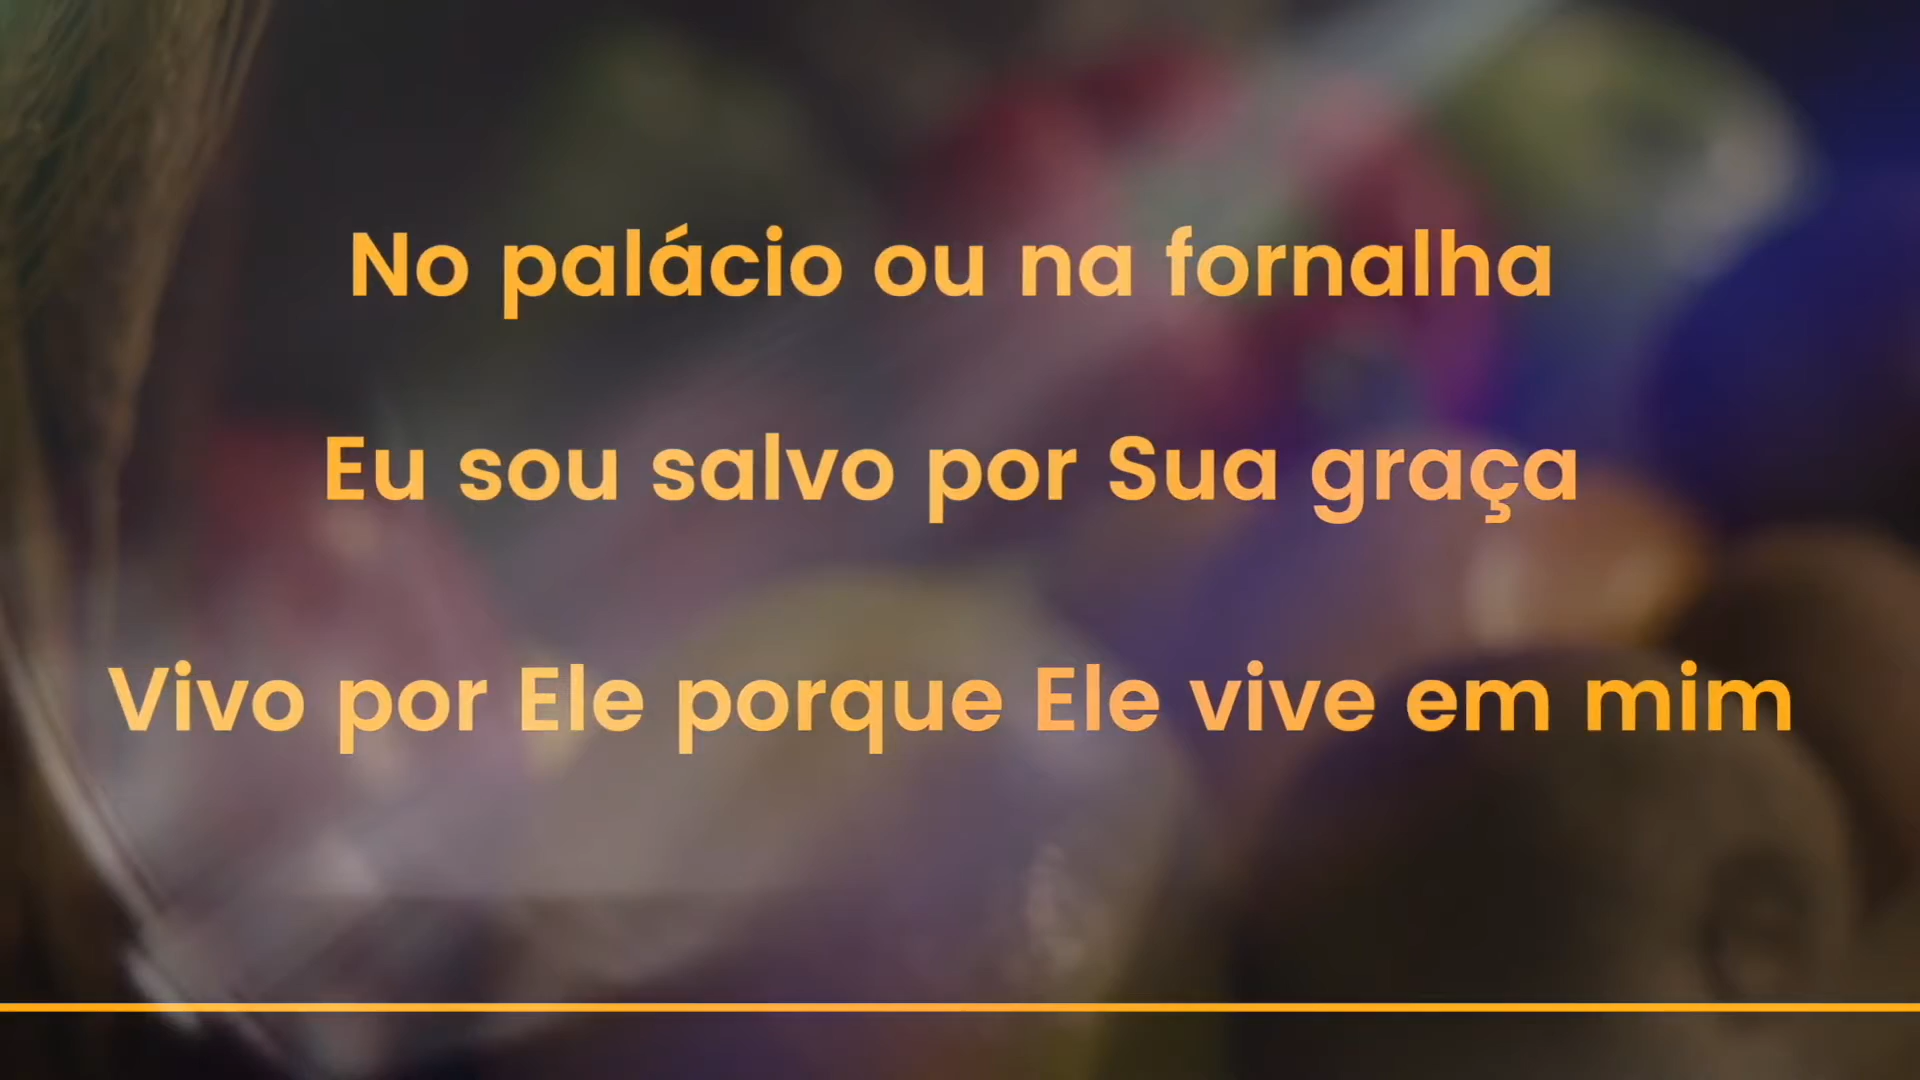 No palácio ou na fornalha
Eu sou salvo por Sua graça
Vivo por Ele porque Ele vive em mim